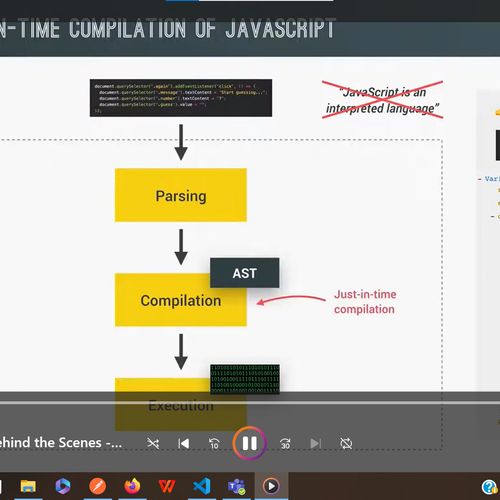 N-TIME COMPILATION OF JAVASCRIPT
document.querySelector(".again").addEventListener("click", () => {
document.querySelector(".message").textContent = "Start guessing...";
document.querySelector(".number").textContent = "?";
document.querySelector(".guess").value = "";
});
"JavaScript is an
interpreted language"
Parsing
AST
Compilation
Just-in-time
compilation
Execution
- Vari
ehind the Scenes -...
10
30